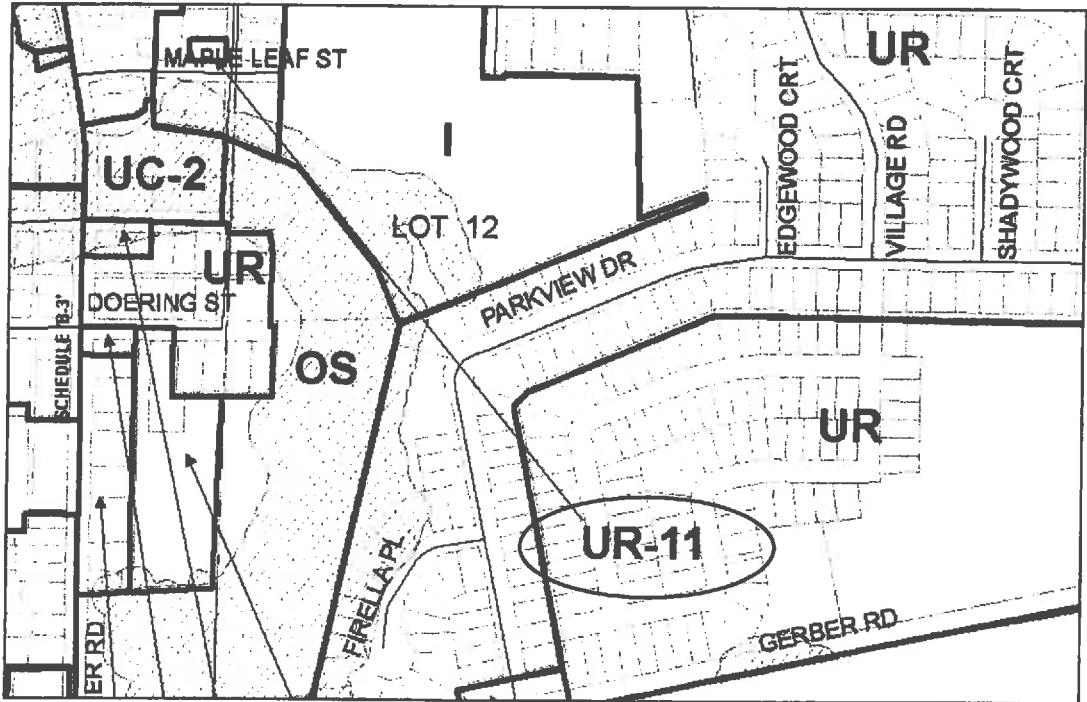 MAPLE LEAF ST
UR
I
EDGEWOOD CRT
VILLAGE RD
SHADYWOOD CRT
UC-2
LOT 12
UR
PARKVIEW DR
DOERING ST
SCHEDULE 'B-3'
OS
UR
UR-11
FIRELLA PL
GERBER RD
ER RD